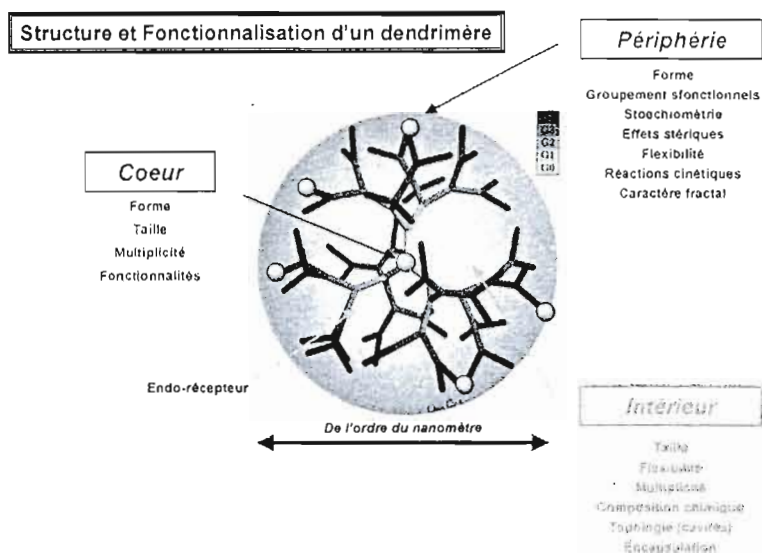 Structure et Fonctionnalisation d'un dendrimère
Périphérie
Forme
Groupement sfonctionnels
Stoechiométrie
Effets stériques
Flexibilité
Réactions cinétiques
Caractère fractal
G3
G2
G1
G0
Coeur
Forme
Taille
Multiplicité
Fonctionnalités
Endo-récepteur
De l'ordre du nanomètre
Intérieur
Taille
Flexibilité
Multiplicité
Composition chimique
Topologie (cavités)
Encapsulation